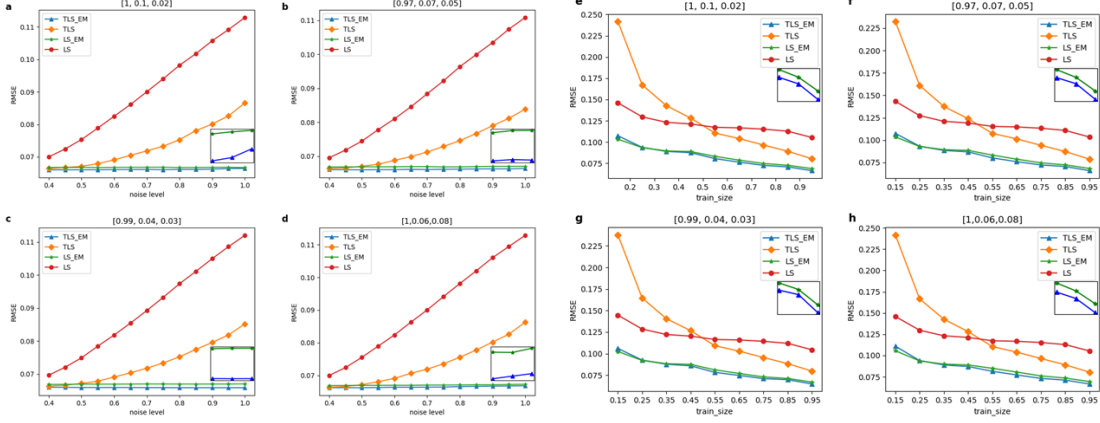 a [1, 0.1, 0.02]
TLS_EM
TLS
LS_EM
LS
RMSE
0.11
0.10
0.09
0.08
0.07
0.4 0.5 0.6 0.7 0.8 0.9 1.0
noise level
b [0.97, 0.07, 0.05]
TLS_EM
TLS
LS_EM
LS
RMSE
0.11
0.10
0.09
0.08
0.07
0.4 0.5 0.6 0.7 0.8 0.9 1.0
noise level
e [1, 0.1, 0.02]
TLS_EM
TLS
LS_EM
LS
RMSE
0.250
0.225
0.200
0.175
0.150
0.125
0.100
0.075
0.2 0.3 0.4 0.5 0.6 0.7 0.8 0.9
train_size
f [0.97, 0.07, 0.05]
TLS_EM
TLS
LS_EM
LS
RMSE
0.250
0.225
0.200
0.175
0.150
0.125
0.100
0.075
0.15 0.25 0.35 0.45 0.55 0.65 0.75 0.85 0.95
train_size
c [0.99, 0.04, 0.03]
TLS_EM
TLS
LS_EM
LS
RMSE
0.11
0.10
0.09
0.08
0.07
0.4 0.5 0.6 0.7 0.8 0.9 1.0
noise level
d [1,0.06,0.08]
TLS_EM
TLS
LS_EM
LS
RMSE
0.11
0.10
0.09
0.08
0.07
0.4 0.5 0.6 0.7 0.8 0.9 1.0
noise level
g [0.99, 0.04, 0.03]
TLS_EM
TLS
LS_EM
LS
RMSE
0.225
0.200
0.175
0.150
0.125
0.100
0.075
0.15 0.25 0.35 0.45 0.55 0.65 0.75 0.85 0.95
train_size
h [1,0.06,0.08]
TLS_EM
TLS
LS_EM
LS
RMSE
0.250
0.225
0.200
0.175
0.150
0.125
0.100
0.075
0.15 0.25 0.35 0.45 0.55 0.65 0.75 0.85 0.95
train_size